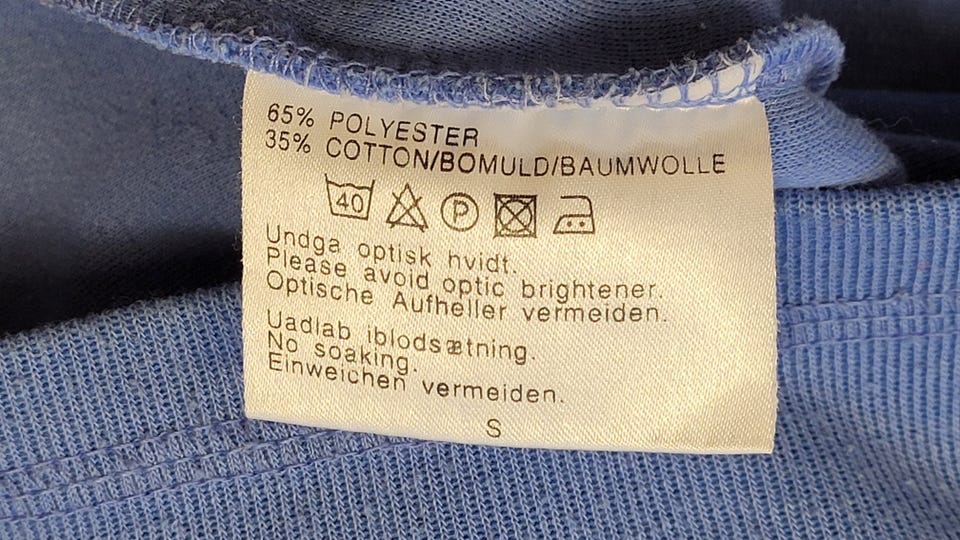 65% POLYESTER
35% COTTON/BOMULD/BAUMWOLLE
40 P
Undga optisk hvidt.
Please avoid optic brightener.
Optische Aufheller vermeiden.
Uadlab iblodsætning.
No soaking.
Einweichen vermeiden.
S